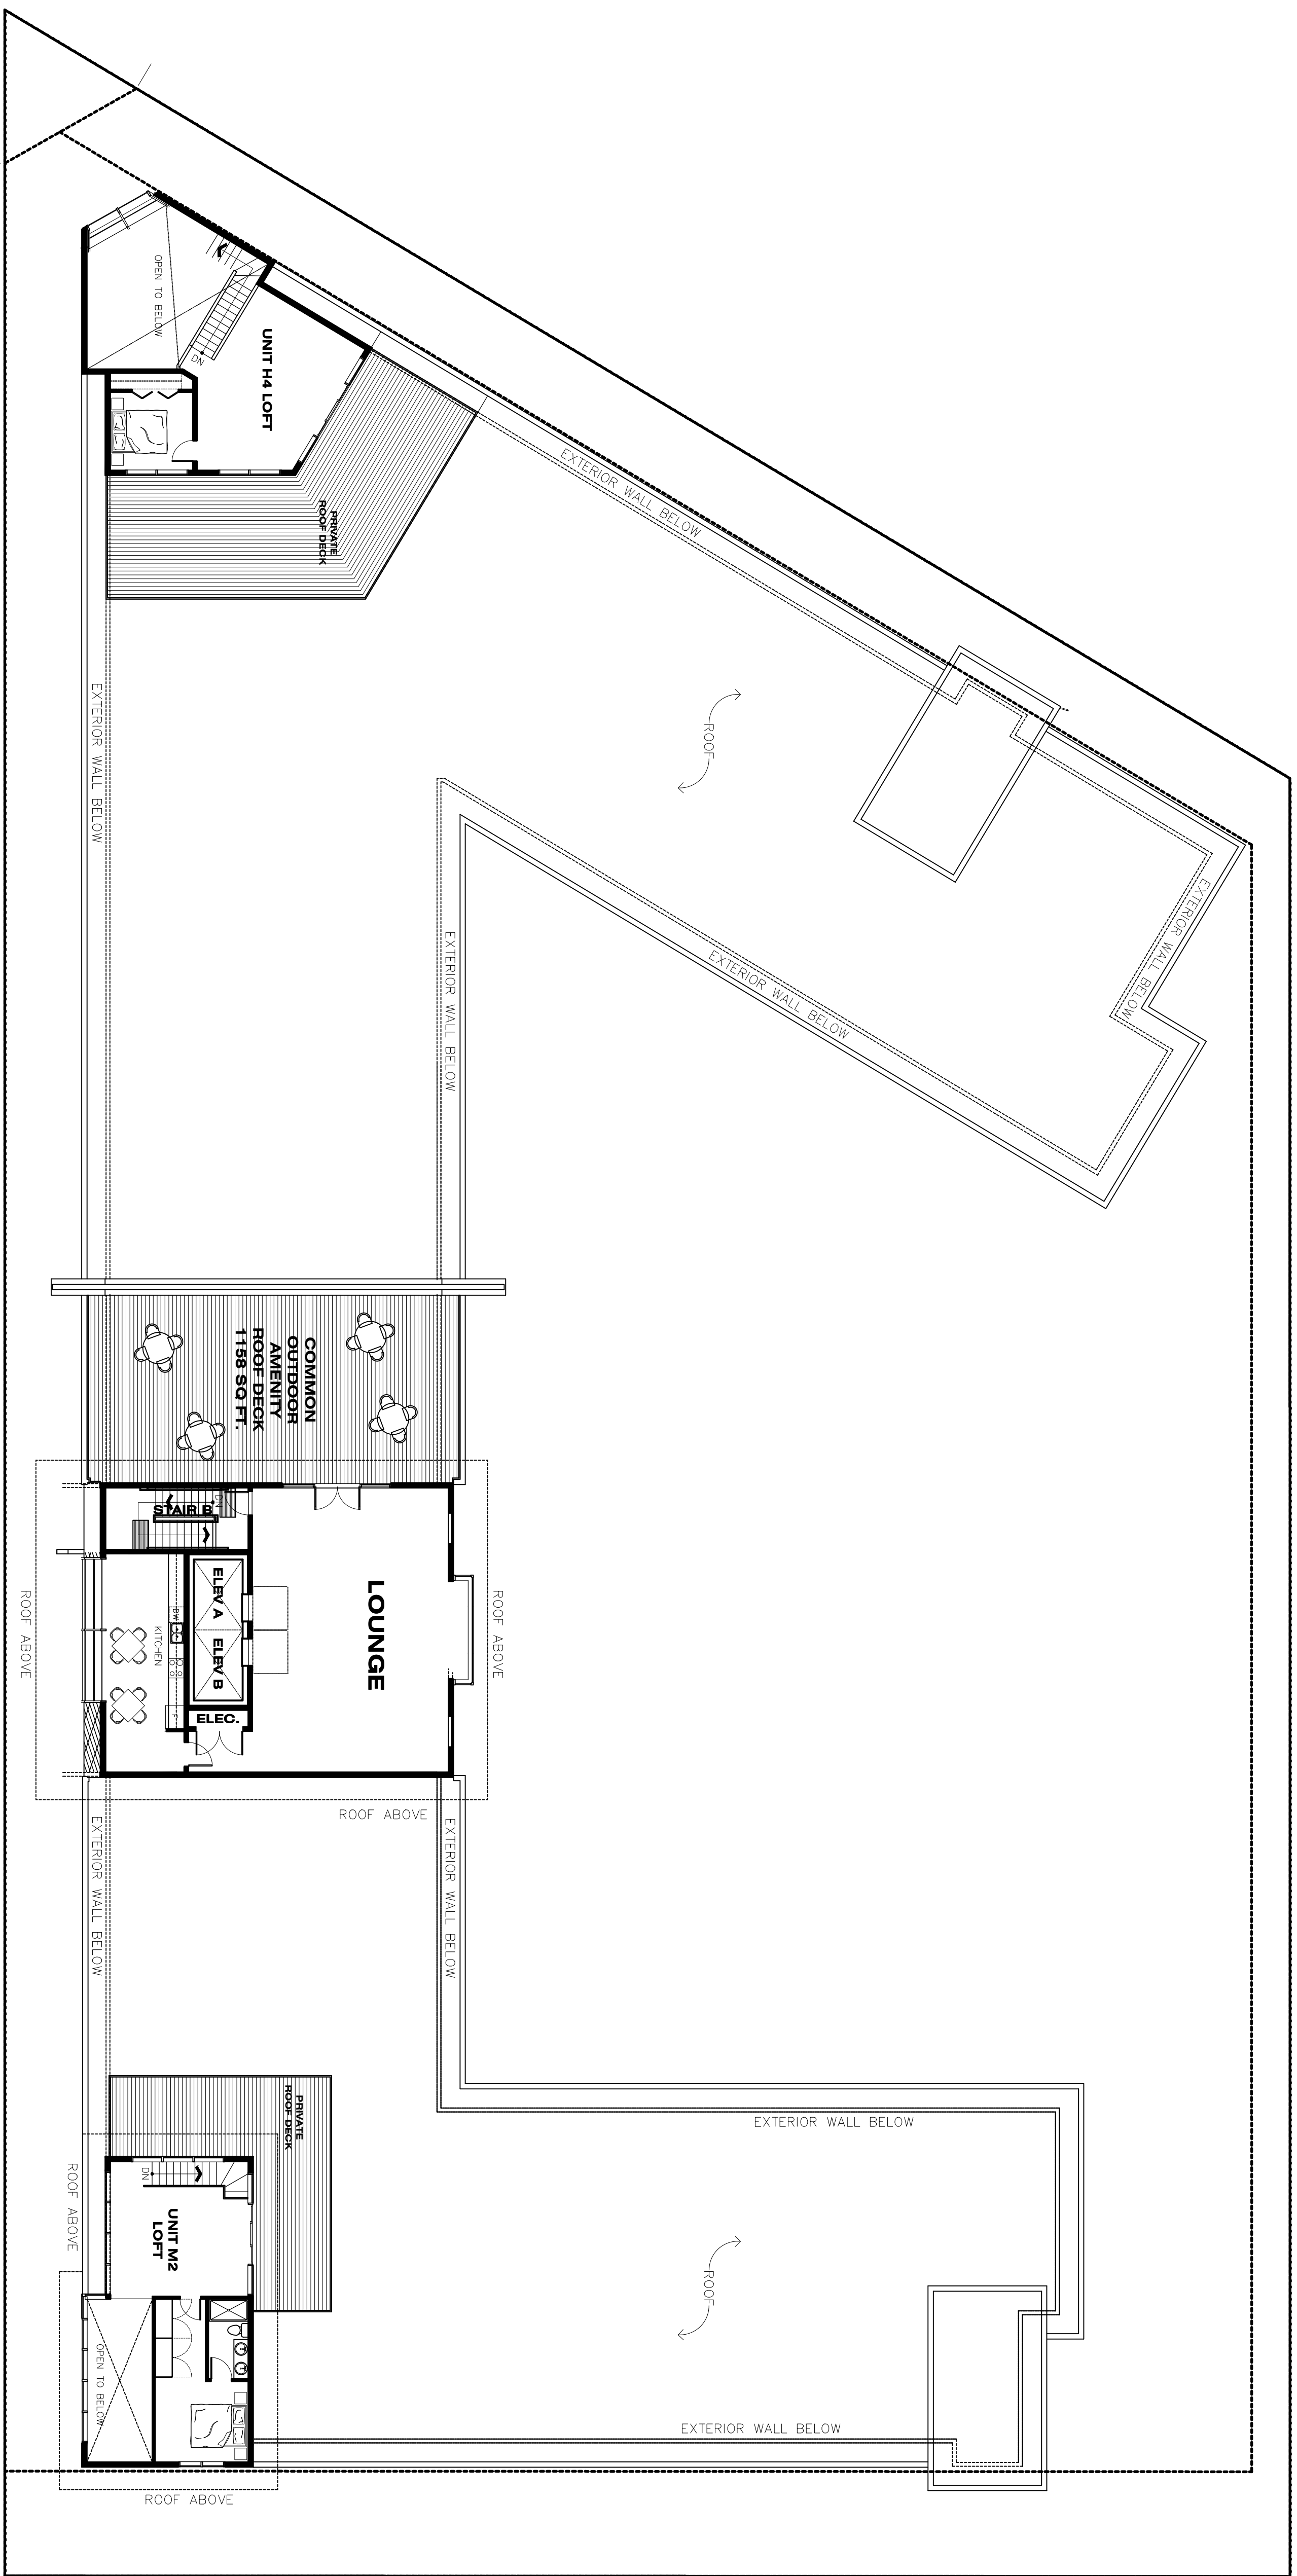 OPEN TO BELOW
DN
UNIT H4 LOFT
PRIVATE
ROOF DECK
EXTERIOR WALL BELOW
EXTERIOR WALL BELOW
ROOF
EXTERIOR WALL BELOW
EXTERIOR WALL BELOW
EXTERIOR WALL BELOW
COMMON
OUTDOOR
AMENITY
ROOF DECK
1158 SQ.FT.
DN
STAIR B
ELEV A
ELEV B
LOUNGE
DW
KITCHEN
F
ELEC.
ROOF ABOVE
ROOF ABOVE
ROOF ABOVE
EXTERIOR WALL BELOW
EXTERIOR WALL BELOW
PRIVATE
ROOF DECK
EXTERIOR WALL BELOW
DN
UNIT M2
LOFT
ROOF ABOVE
ROOF
OPEN TO BELOW
EXTERIOR WALL BELOW
ROOF ABOVE